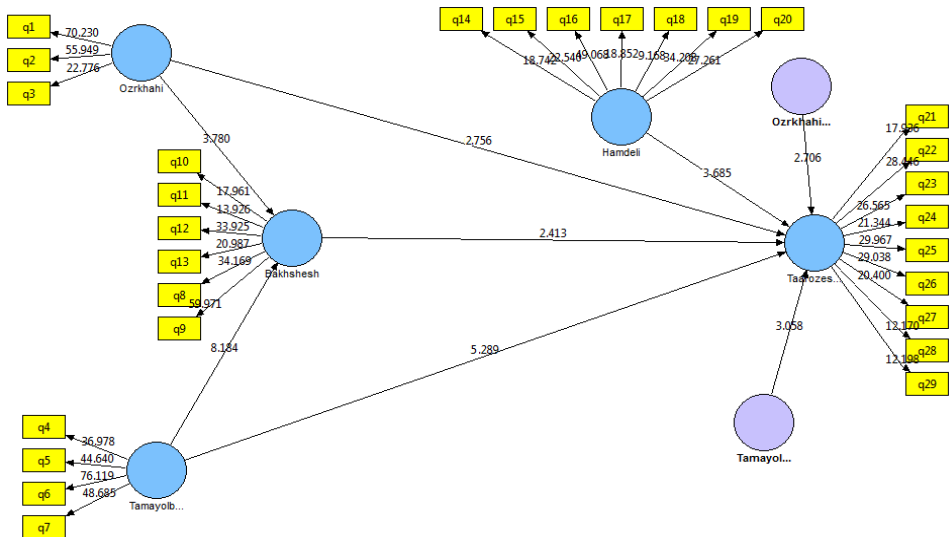 q1
70.230
q2
55.949
q3
22.776
Ozrkhahi
q14
q15
q16
q17
q18
q19
q20
18.742
22.540
49.068
18.852
34.208
27.261
Hamdeli
Ozrkhahi...
3.780
2.756
3.685
2.706
q21
17.936
q22
28.446
q23
26.565
q24
21.344
q25
29.967
q26
29.038
q27
20.400
q28
12.170
q29
12.198
Taarozes...
q10
17.961
q11
13.926
q12
33.925
q13
20.987
q8
34.169
q9
59.971
Bakhshesh
2.413
8.184
5.289
3.058
q4
36.978
q5
44.640
q6
76.119
q7
48.685
Tamayolb...
Tamayol...